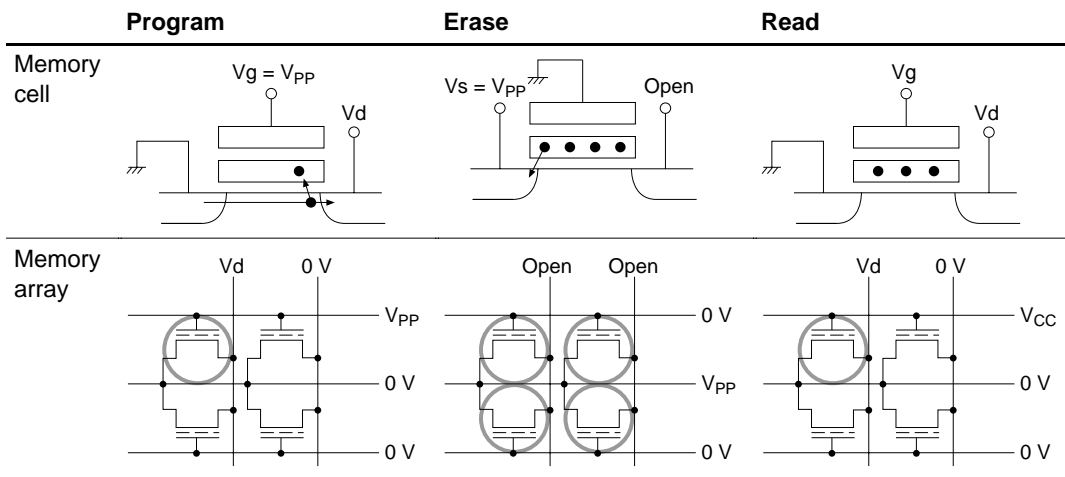 Program Erase Read
Memory cell
Vg = VPP
Vd
Vs = VPP
Open
Vg
Vd
Memory array
Vd 0 V
VPP
0 V
0 V
Open Open
0 V
VPP
0 V
Vd 0 V
VCC
0 V
0 V